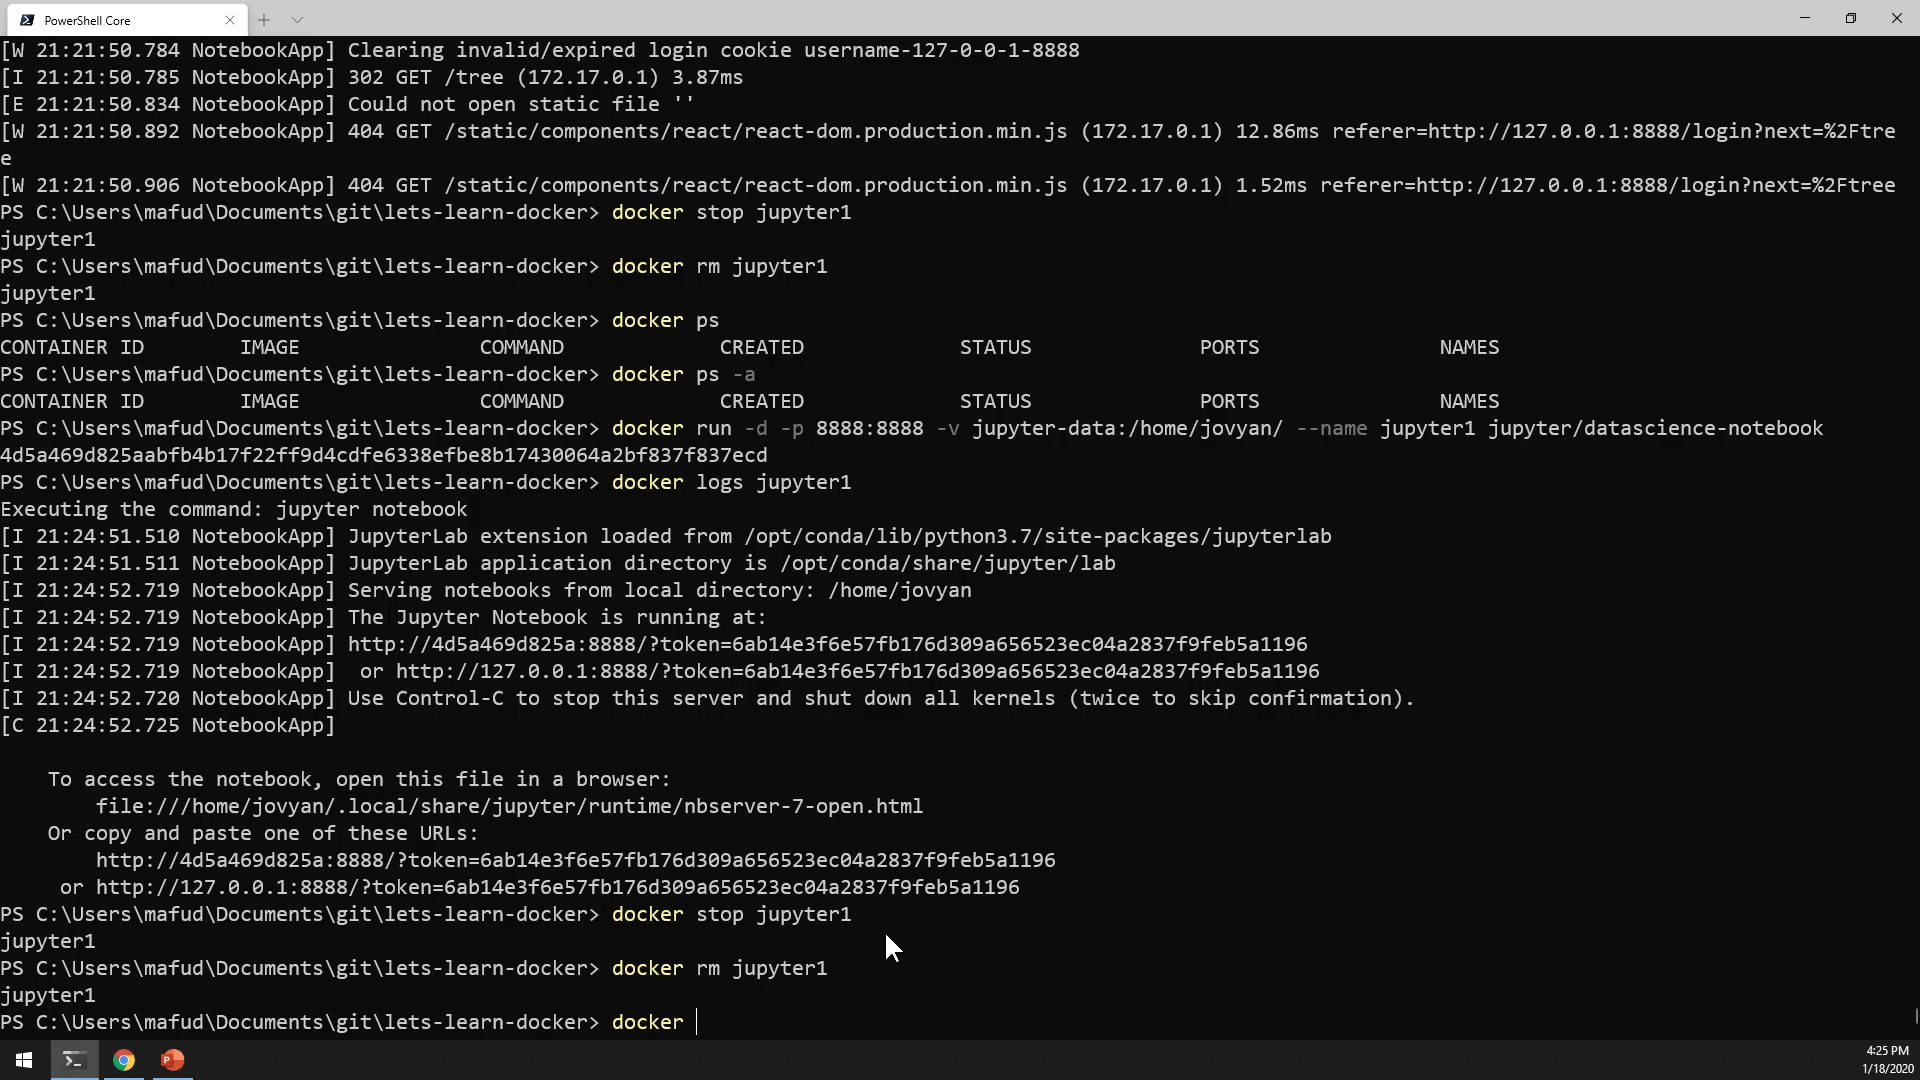 PowerShell Core
[W 21:21:50.784 NotebookApp] Clearing invalid/expired login cookie username-127-0-0-1-8888
[I 21:21:50.785 NotebookApp] 302 GET /tree (172.17.0.1) 3.87ms
[E 21:21:50.834 NotebookApp] Could not open static file ''
[W 21:21:50.892 NotebookApp] 404 GET /static/components/react/react-dom.production.min.js (172.17.0.1) 12.86ms referer=http://127.0.0.1:8888/login?next=%2Ftre
e
[W 21:21:50.906 NotebookApp] 404 GET /static/components/react/react-dom.production.min.js (172.17.0.1) 1.52ms referer=http://127.0.0.1:8888/login?next=%2Ftree
PS C:\Users\mafud\Documents\git\lets-learn-docker> docker stop jupyter1
jupyter1
PS C:\Users\mafud\Documents\git\lets-learn-docker> docker rm jupyter1
jupyter1
PS C:\Users\mafud\Documents\git\lets-learn-docker> docker ps
CONTAINER ID        IMAGE               COMMAND             CREATED             STATUS              PORTS               NAMES
PS C:\Users\mafud\Documents\git\lets-learn-docker> docker ps -a
CONTAINER ID        IMAGE               COMMAND             CREATED             STATUS              PORTS               NAMES
PS C:\Users\mafud\Documents\git\lets-learn-docker> docker run -d -p 8888:8888 -v jupyter-data:/home/jovyan/ --name jupyter1 jupyter/datascience-notebook
4d5a469d825aabfb4b17f22ff9d4cdfe6338efbe8b17430064a2bf837f837ecd
PS C:\Users\mafud\Documents\git\lets-learn-docker> docker logs jupyter1
Executing the command: jupyter notebook
[I 21:24:51.510 NotebookApp] JupyterLab extension loaded from /opt/conda/lib/python3.7/site-packages/jupyterlab
[I 21:24:51.511 NotebookApp] JupyterLab application directory is /opt/conda/share/jupyter/lab
[I 21:24:52.719 NotebookApp] Serving notebooks from local directory: /home/jovyan
[I 21:24:52.719 NotebookApp] The Jupyter Notebook is running at:
[I 21:24:52.719 NotebookApp] http://4d5a469d825a:8888/?token=6ab14e3f6e57fb176d309a656523ec04a2837f9feb5a1196
[I 21:24:52.719 NotebookApp]  or http://127.0.0.1:8888/?token=6ab14e3f6e57fb176d309a656523ec04a2837f9feb5a1196
[I 21:24:52.720 NotebookApp] Use Control-C to stop this server and shut down all kernels (twice to skip confirmation).
[C 21:24:52.725 NotebookApp]
To access the notebook, open this file in a browser:
file:///home/jovyan/.local/share/jupyter/runtime/nbserver-7-open.html
Or copy and paste one of these URLs:
http://4d5a469d825a:8888/?token=6ab14e3f6e57fb176d309a656523ec04a2837f9feb5a1196
or http://127.0.0.1:8888/?token=6ab14e3f6e57fb176d309a656523ec04a2837f9feb5a1196
PS C:\Users\mafud\Documents\git\lets-learn-docker> docker stop jupyter1
jupyter1
PS C:\Users\mafud\Documents\git\lets-learn-docker> docker rm jupyter1
jupyter1
PS C:\Users\mafud\Documents\git\lets-learn-docker> docker
4:25 PM
1/18/2020